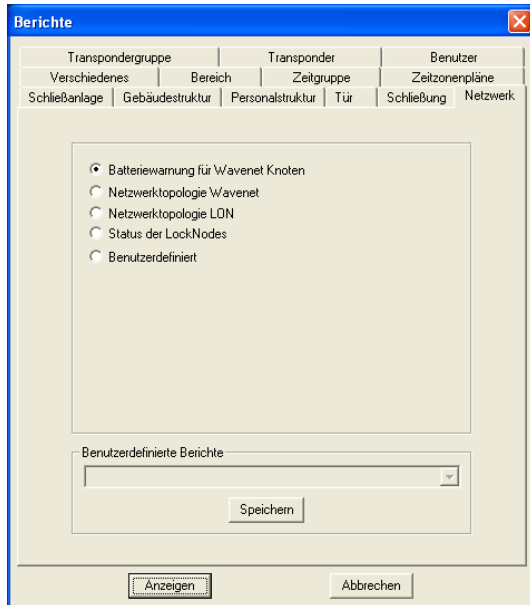 Berichte
Transpondergruppe Transponder Benutzer
Verschiedenes Bereich Zeitgruppe Zeitzonenpläne
Schließanlage Gebäudestruktur Personalstruktur Tür Schließung Netzwerk
Batteriewarnung für Wavenet Knoten
Netzwerktopologie Wavenet
Netzwerktopologie LON
Status der LockNodes
Benutzerdefiniert
Benutzerdefinierte Berichte
Speichern
Anzeigen Abbrechen